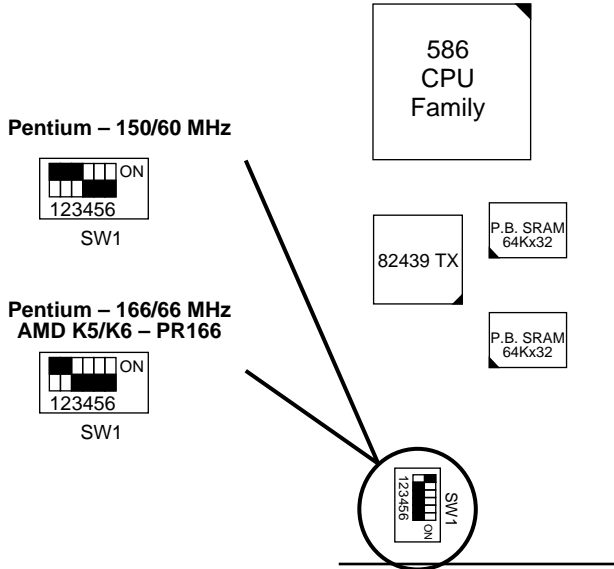 586
CPU
Family
Pentium – 150/60 MHz
ON
123456
SW1
82439 TX
P.B. SRAM
64Kx32
Pentium – 166/66 MHz
AMD K5/K6 – PR166
ON
123456
SW1
P.B. SRAM
64Kx32
SW1
123456
ON